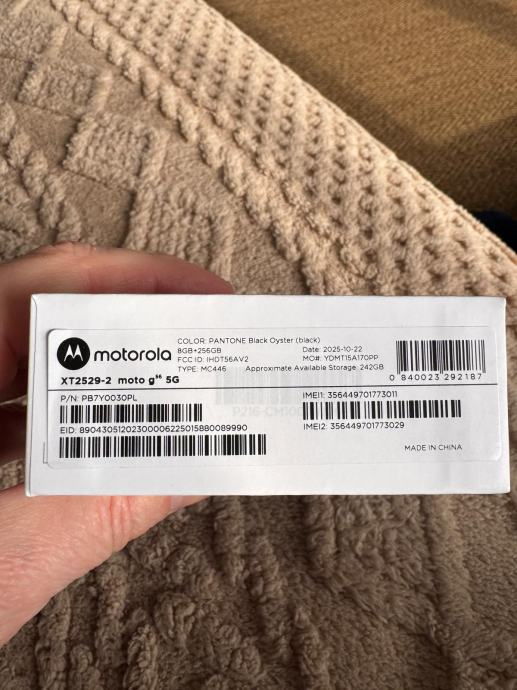 COLOR: PANTONE Black Oyster (black)
8GB+256GB Date: 2025-10-22
motorola
FCC ID: IHDT56AV2 MO#: YDMT15A170PP
TYPE: MC446 Approximate Available Storage: 242GB
0 840023 292187
XT2529-2 moto g⁵⁶ 5G
P/N: PB7Y0030PL
IMEI1: 356449701773011
EID: 89043051202300006225015880089990
IMEI2: 356449701773029
MADE IN CHINA